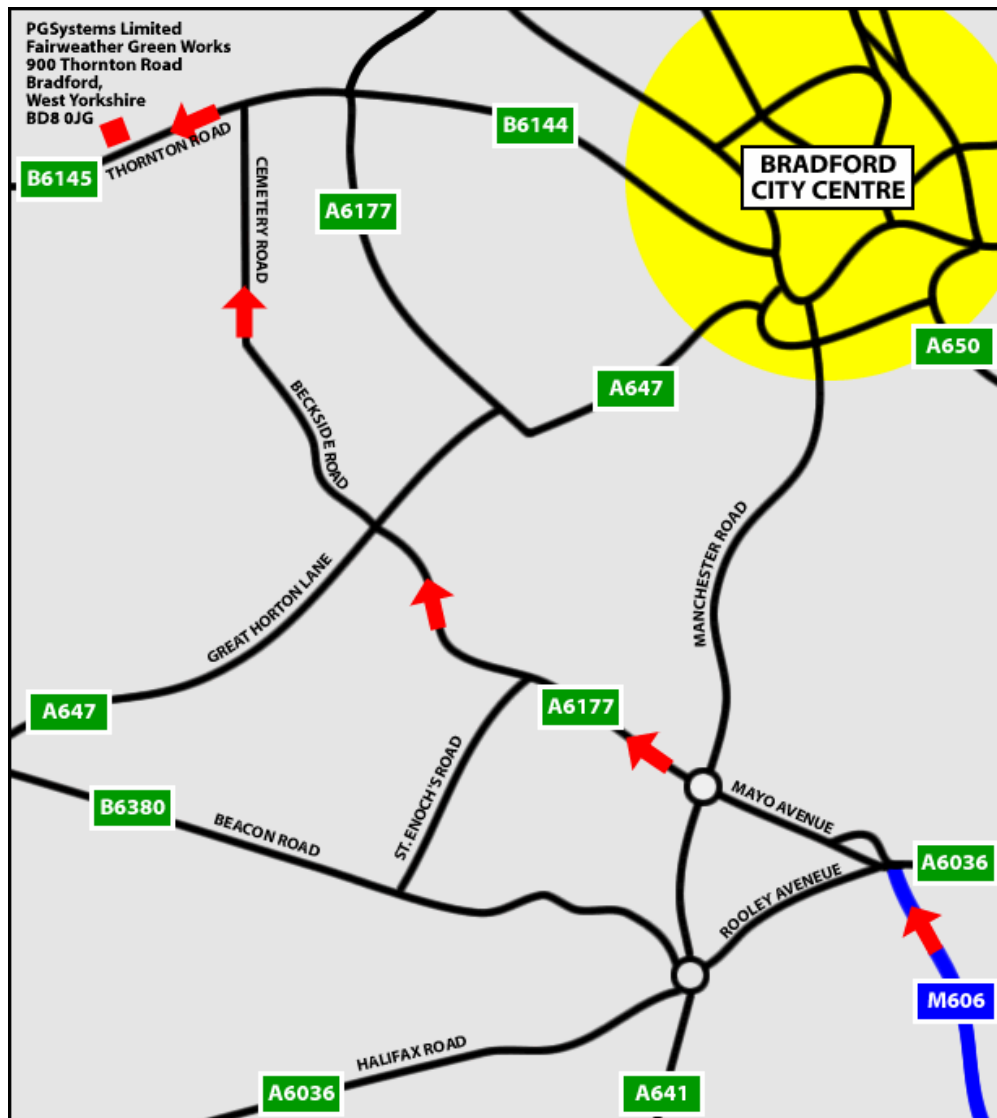 PGSystems Limited
Fairweather Green Works
900 Thornton Road
Bradford,
West Yorkshire
BD8 0JG
B6144
BRADFORD
CITY CENTRE
THORNTON ROAD
B6145
CEMETERY ROAD
A6177
A650
A647
BECKSIDE ROAD
MANCHESTER ROAD
GREAT HORTON LANE
A647
A6177
ST. ENOCH'S ROAD
MAYO AVENUE
B6380
BEACON ROAD
A6036
ROOLEY AVENEUE
M606
HALIFAX ROAD
A6036
A641